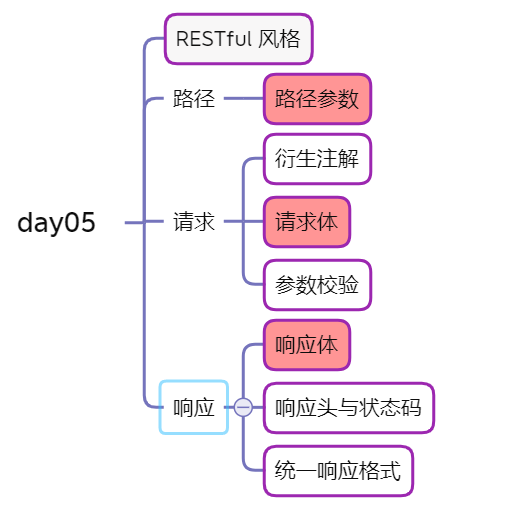 day05
RESTful 风格
路径
路径参数
请求
衍生注解
请求体
参数校验
响应
响应体
响应头与状态码
统一响应格式